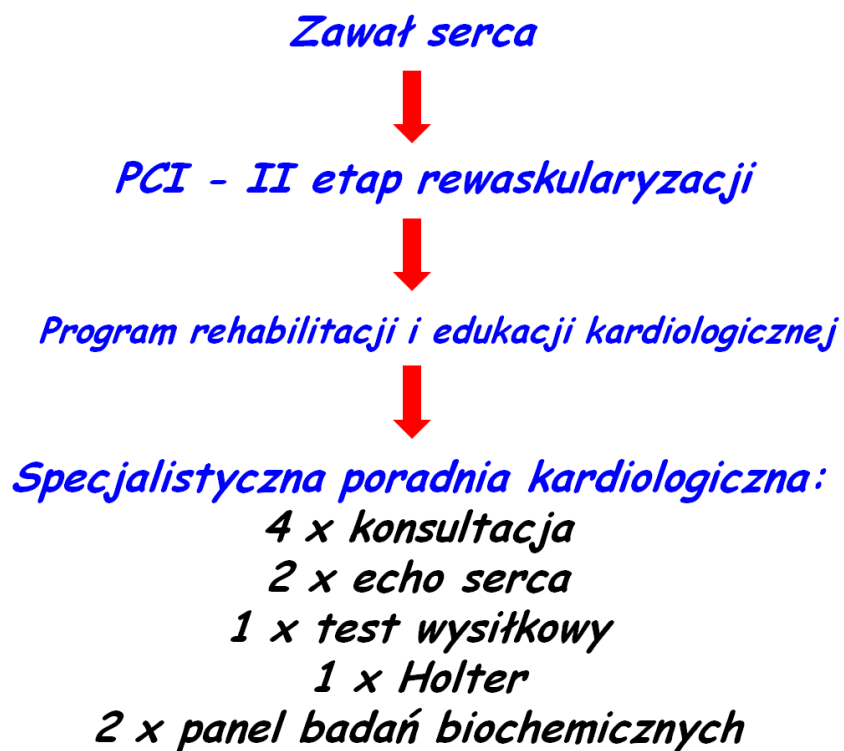 Zawał serca
PCI - II etap rewaskularyzacji
Program rehabilitacji i edukacji kardiologicznej
Specjalistyczna poradnia kardiologiczna:
4 x konsultacja
2 x echo serca
1 x test wysiłkowy
1 x Holter
2 x panel badań biochemicznych